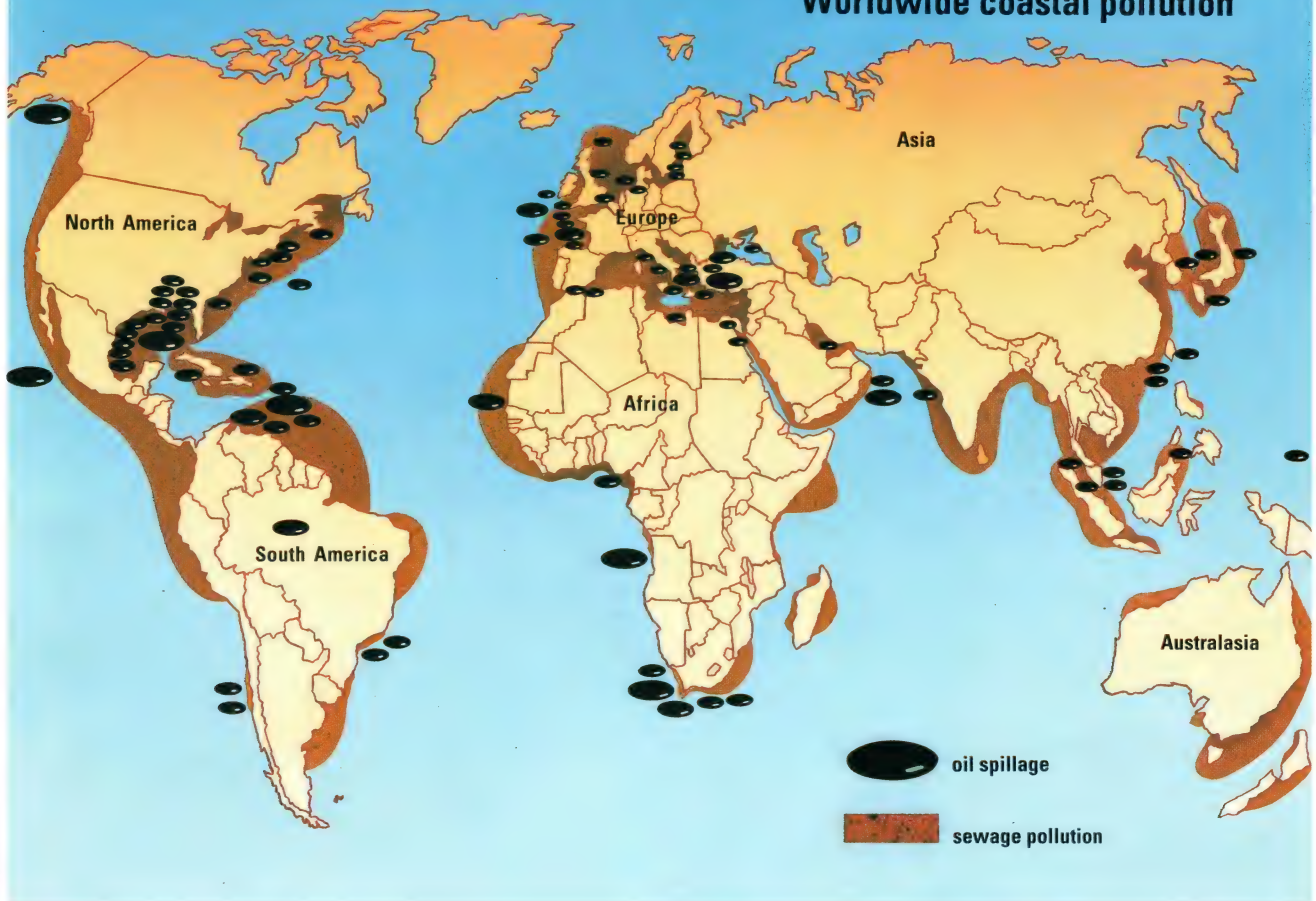 Worldwide coastal pollution
Asia
North America
Europe
Africa
South America
Australasia
oil spillage
sewage pollution